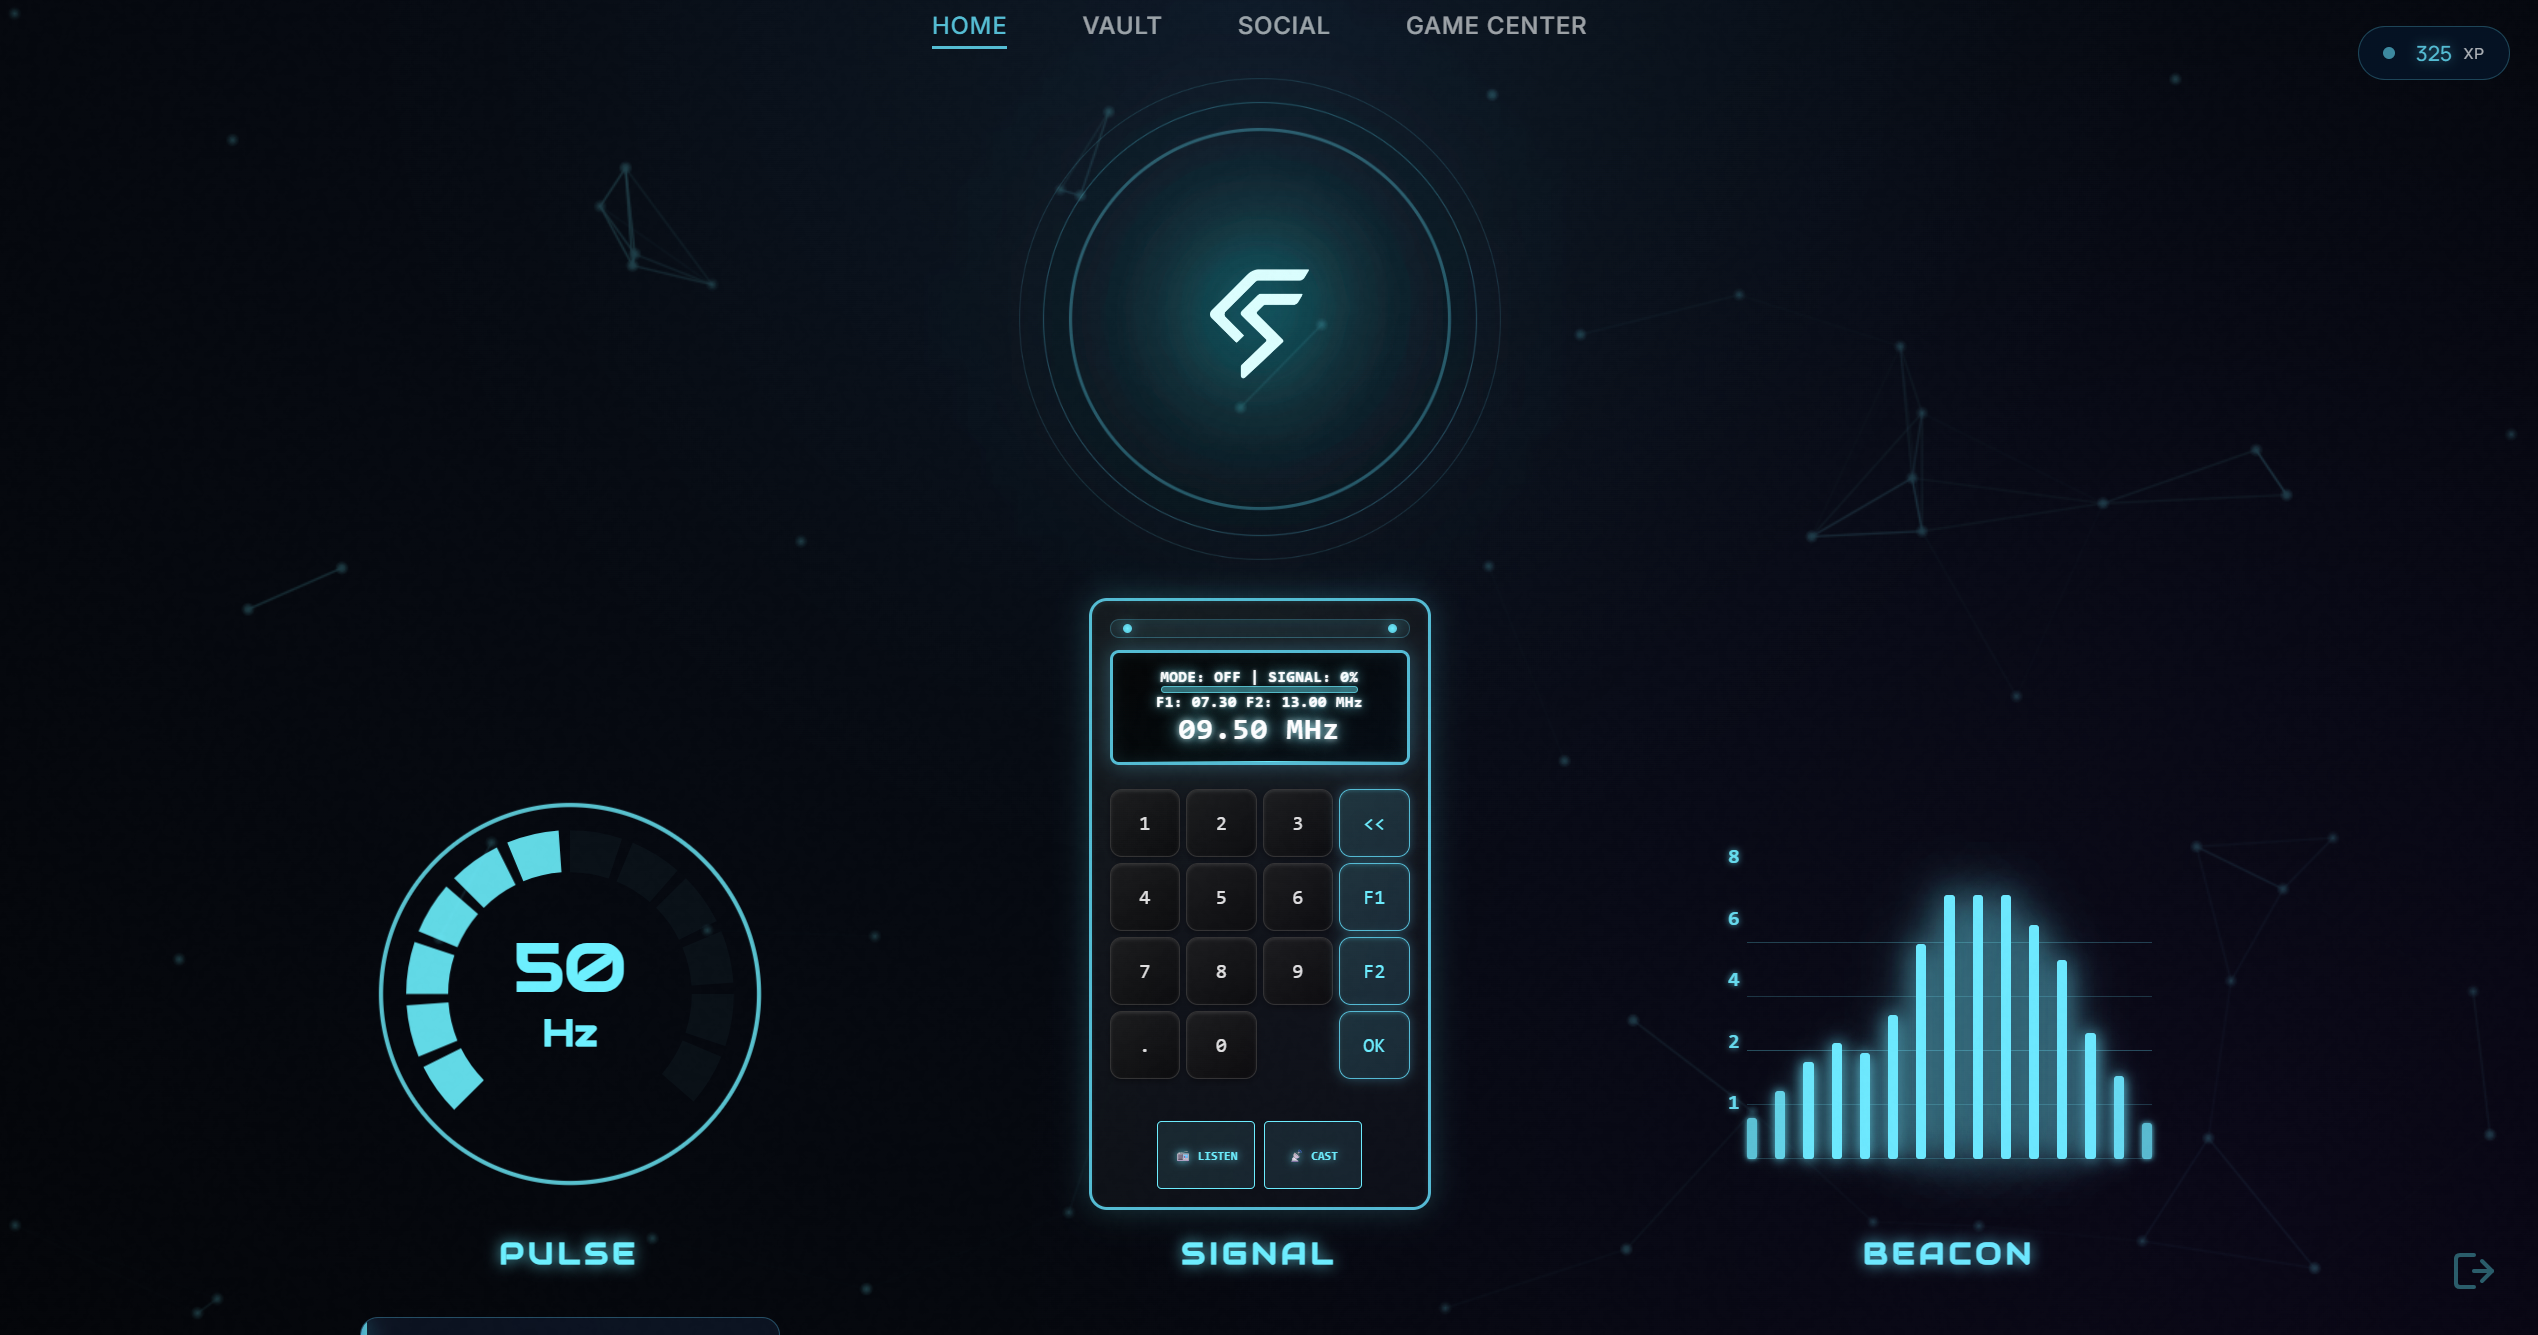 HOME VAULT SOCIAL GAME CENTER
325 XP
MODE: OFF | SIGNAL: 0%
F1: 07.30 F2: 13.00 MHz
09.50 MHz
1 2 3 <<
4 5 6 F1
7 8 9 F2
. 0 OK
LISTEN CAST
50
Hz
8
6
4
2
1
PULSE SIGNAL BEACON